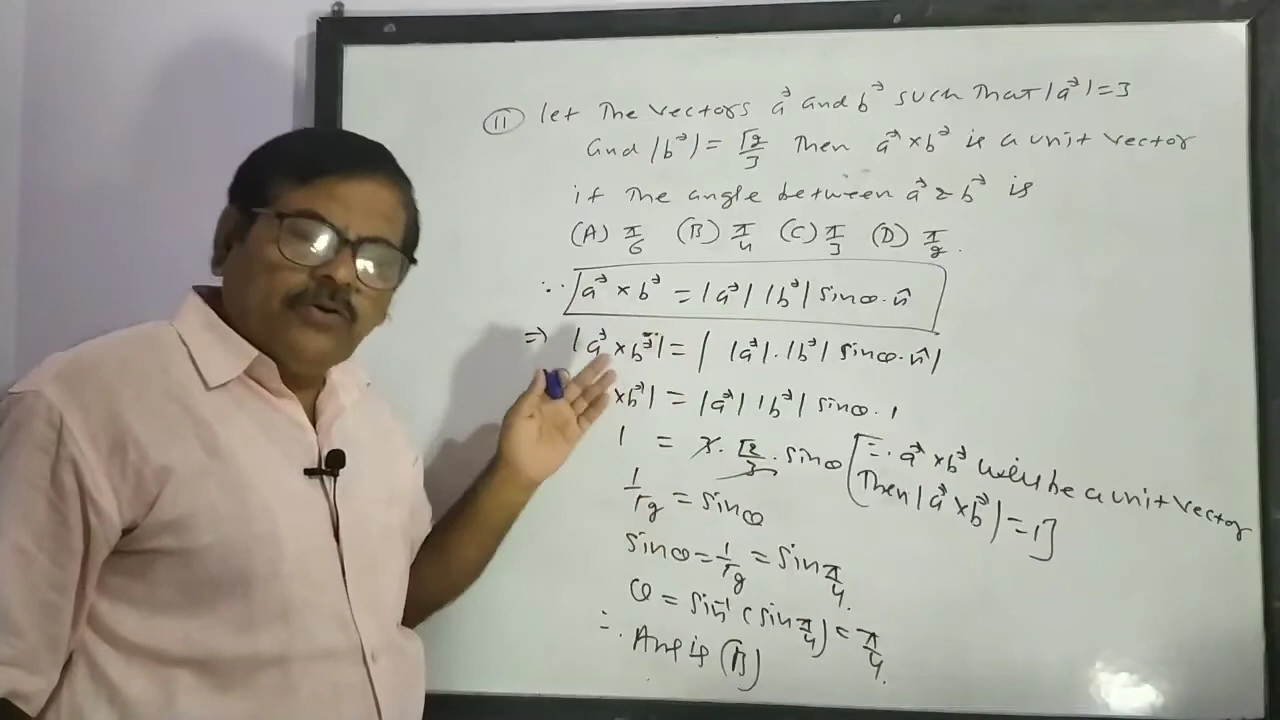 (11) let The vectors a⃗ and b⃗ such That |a⃗| = 3
and |b⃗| = √2/3 Then a⃗ × b⃗ is a unit vector
if The angle between a⃗ & b⃗ is
(A) π/6 (B) π/4 (C) π/3 (D) π/2.
∵ a⃗ × b⃗ = |a⃗| |b⃗| sinθ·n̂
⇒ |a⃗ × b⃗| = | |a⃗|·|b⃗| sinθ·n̂|
× b⃗| = |a⃗| |b⃗| sinθ·1
1 = 3·√2/3·sinθ [∵ a⃗ × b⃗ will be a unit vector
Then |a⃗ × b⃗| = 1]
1/√2 = sinθ
sinθ = 1/√2 = sin π/4.
θ = sin⁻¹(sin π/4) = π/4.
∴ Ans is (B)